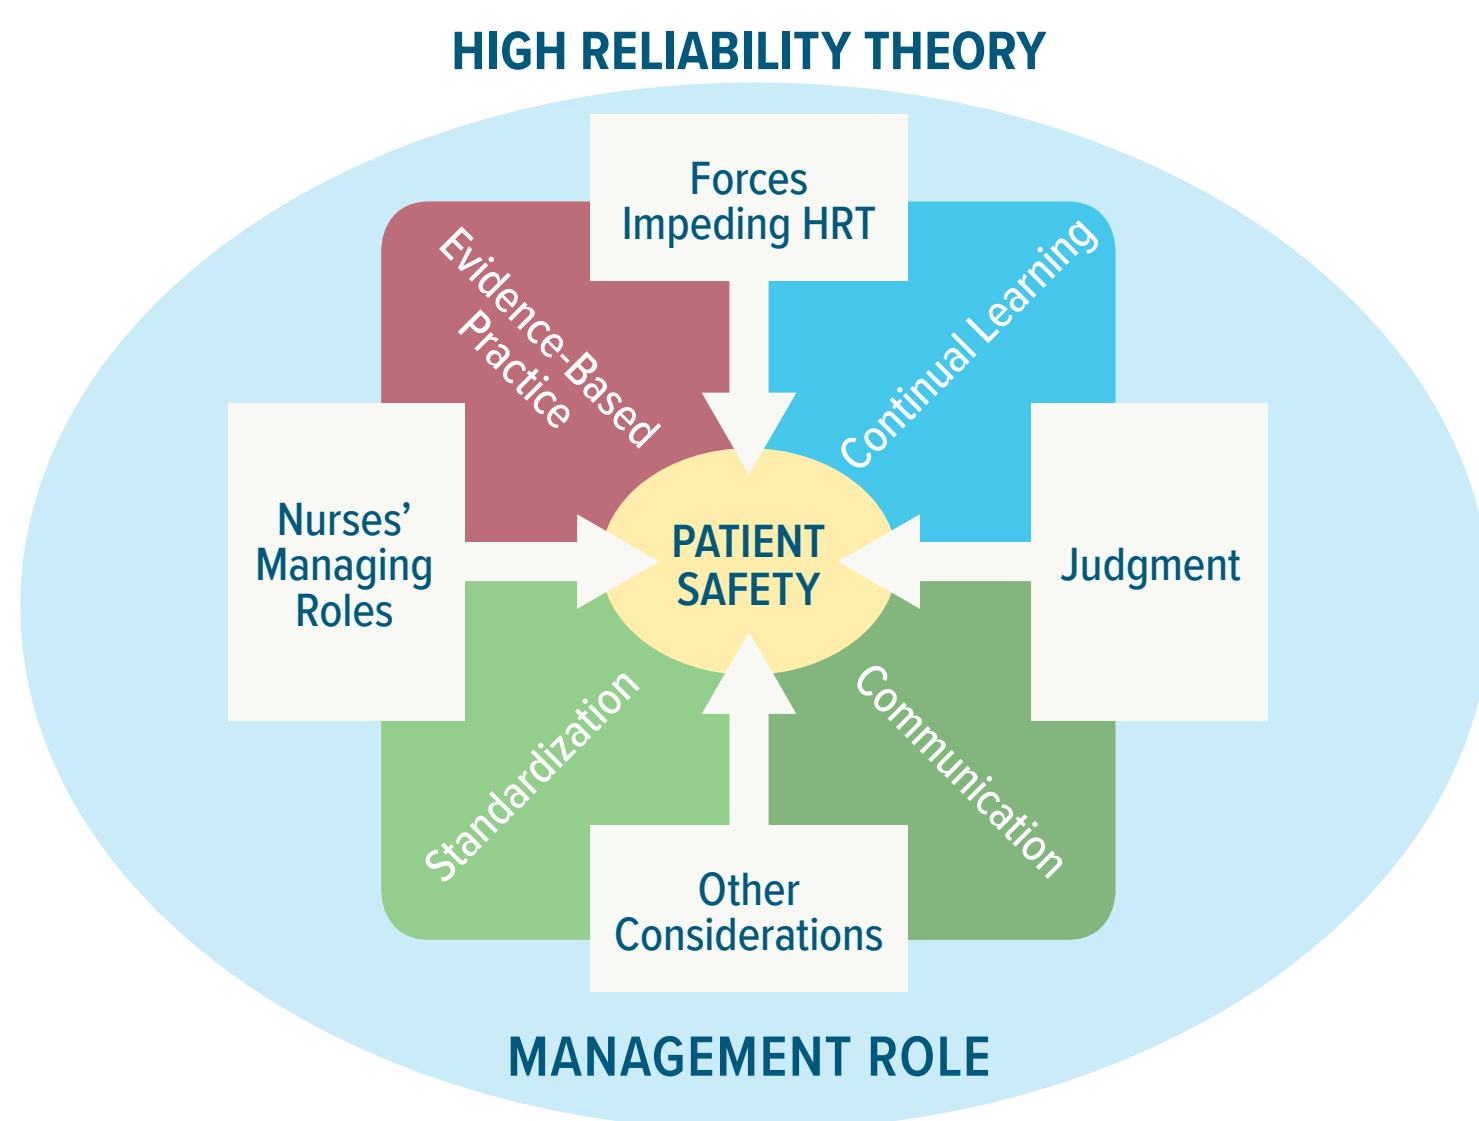 HIGH RELIABILITY THEORY
Forces
Impeding HRT
Evidence-Based
Practice
Continual Learning
Nurses’
Managing
Roles
PATIENT
SAFETY
Judgment
Standardization
Communication
Other
Considerations
MANAGEMENT ROLE